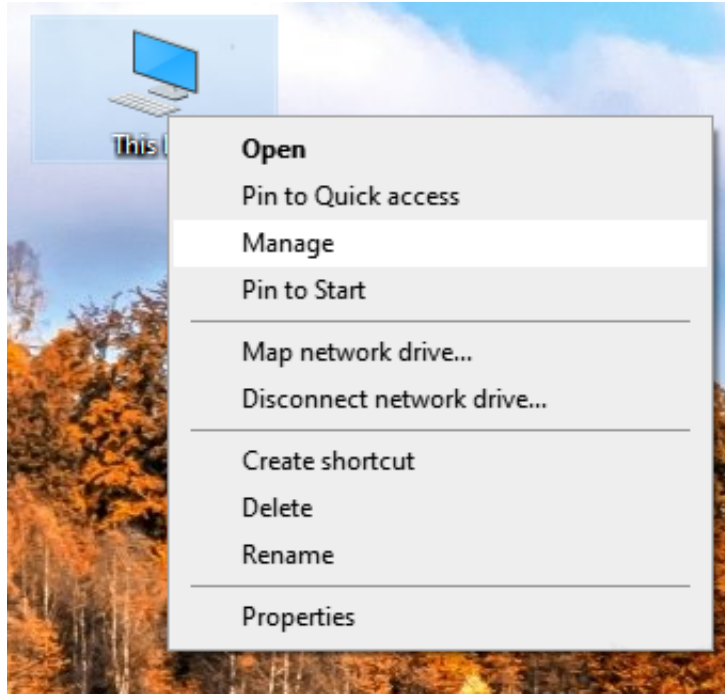 This
Open
Pin to Quick access
Manage
Pin to Start
Map network drive...
Disconnect network drive...
Create shortcut
Delete
Rename
Properties